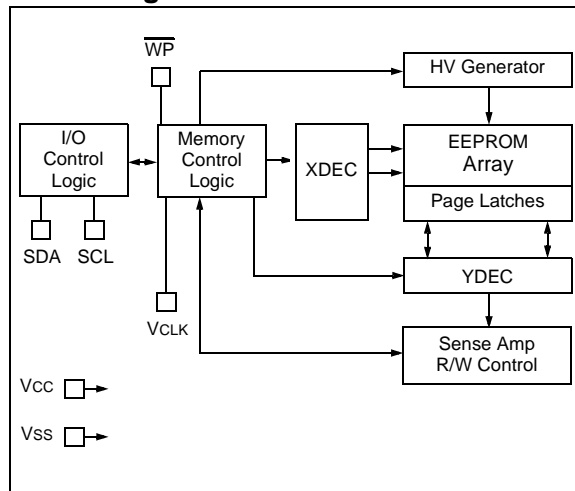 WP
HV Generator
I/O
Control
Logic
Memory
Control
Logic
XDEC
EEPROM
Array
Page Latches
SDA
SCL
VCLK
YDEC
Sense Amp
R/W Control
VCC
VSS